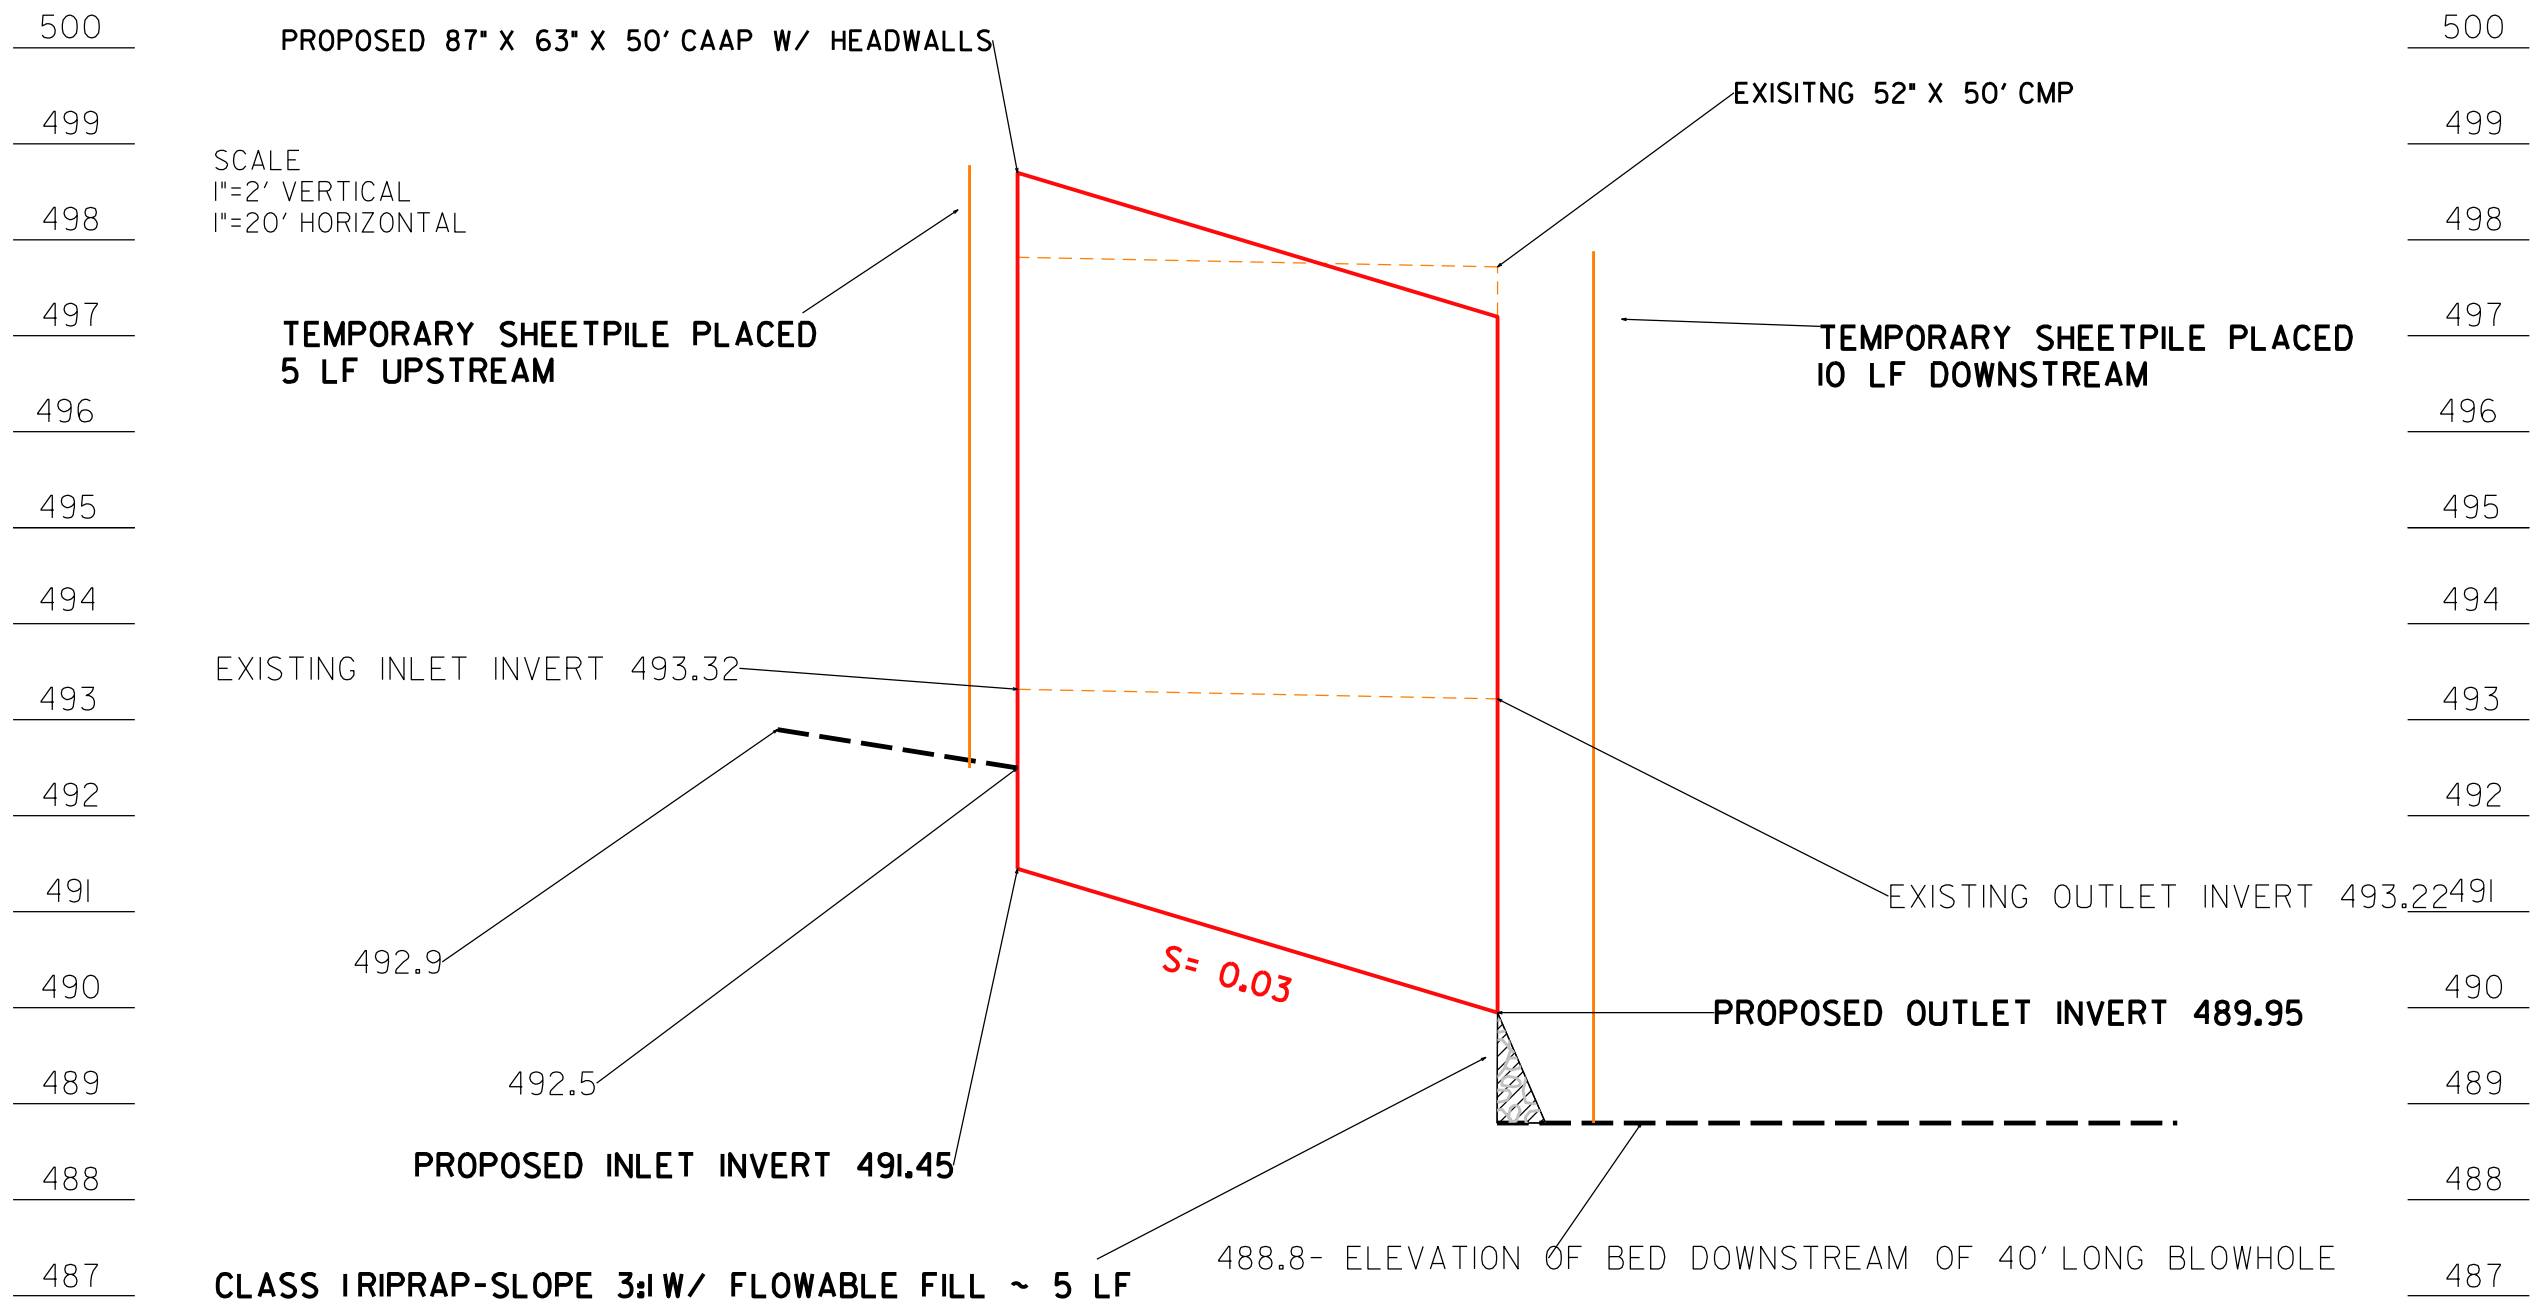 500
500
PROPOSED 87" X 63" X 50' CAAP W/ HEADWALLS
EXISITNG 52" X 50' CMP
499
499
SCALE
1"=2' VERTICAL
1"=20' HORIZONTAL
498
498
497
497
TEMPORARY SHEETPILE PLACED
5 LF UPSTREAM
TEMPORARY SHEETPILE PLACED
10 LF DOWNSTREAM
496
496
495
495
494
494
EXISTING INLET INVERT 493.32
493
493
492
492
491
EXISTING OUTLET INVERT 493.22
491
492.9
S= 0.03
490
490
PROPOSED OUTLET INVERT 489.95
492.5
489
489
PROPOSED INLET INVERT 491.45
488
488
488.8- ELEVATION OF BED DOWNSTREAM OF 40' LONG BLOWHOLE
487
487
CLASS 1 RIPRAP-SLOPE 3:1 W/ FLOWABLE FILL ~ 5 LF